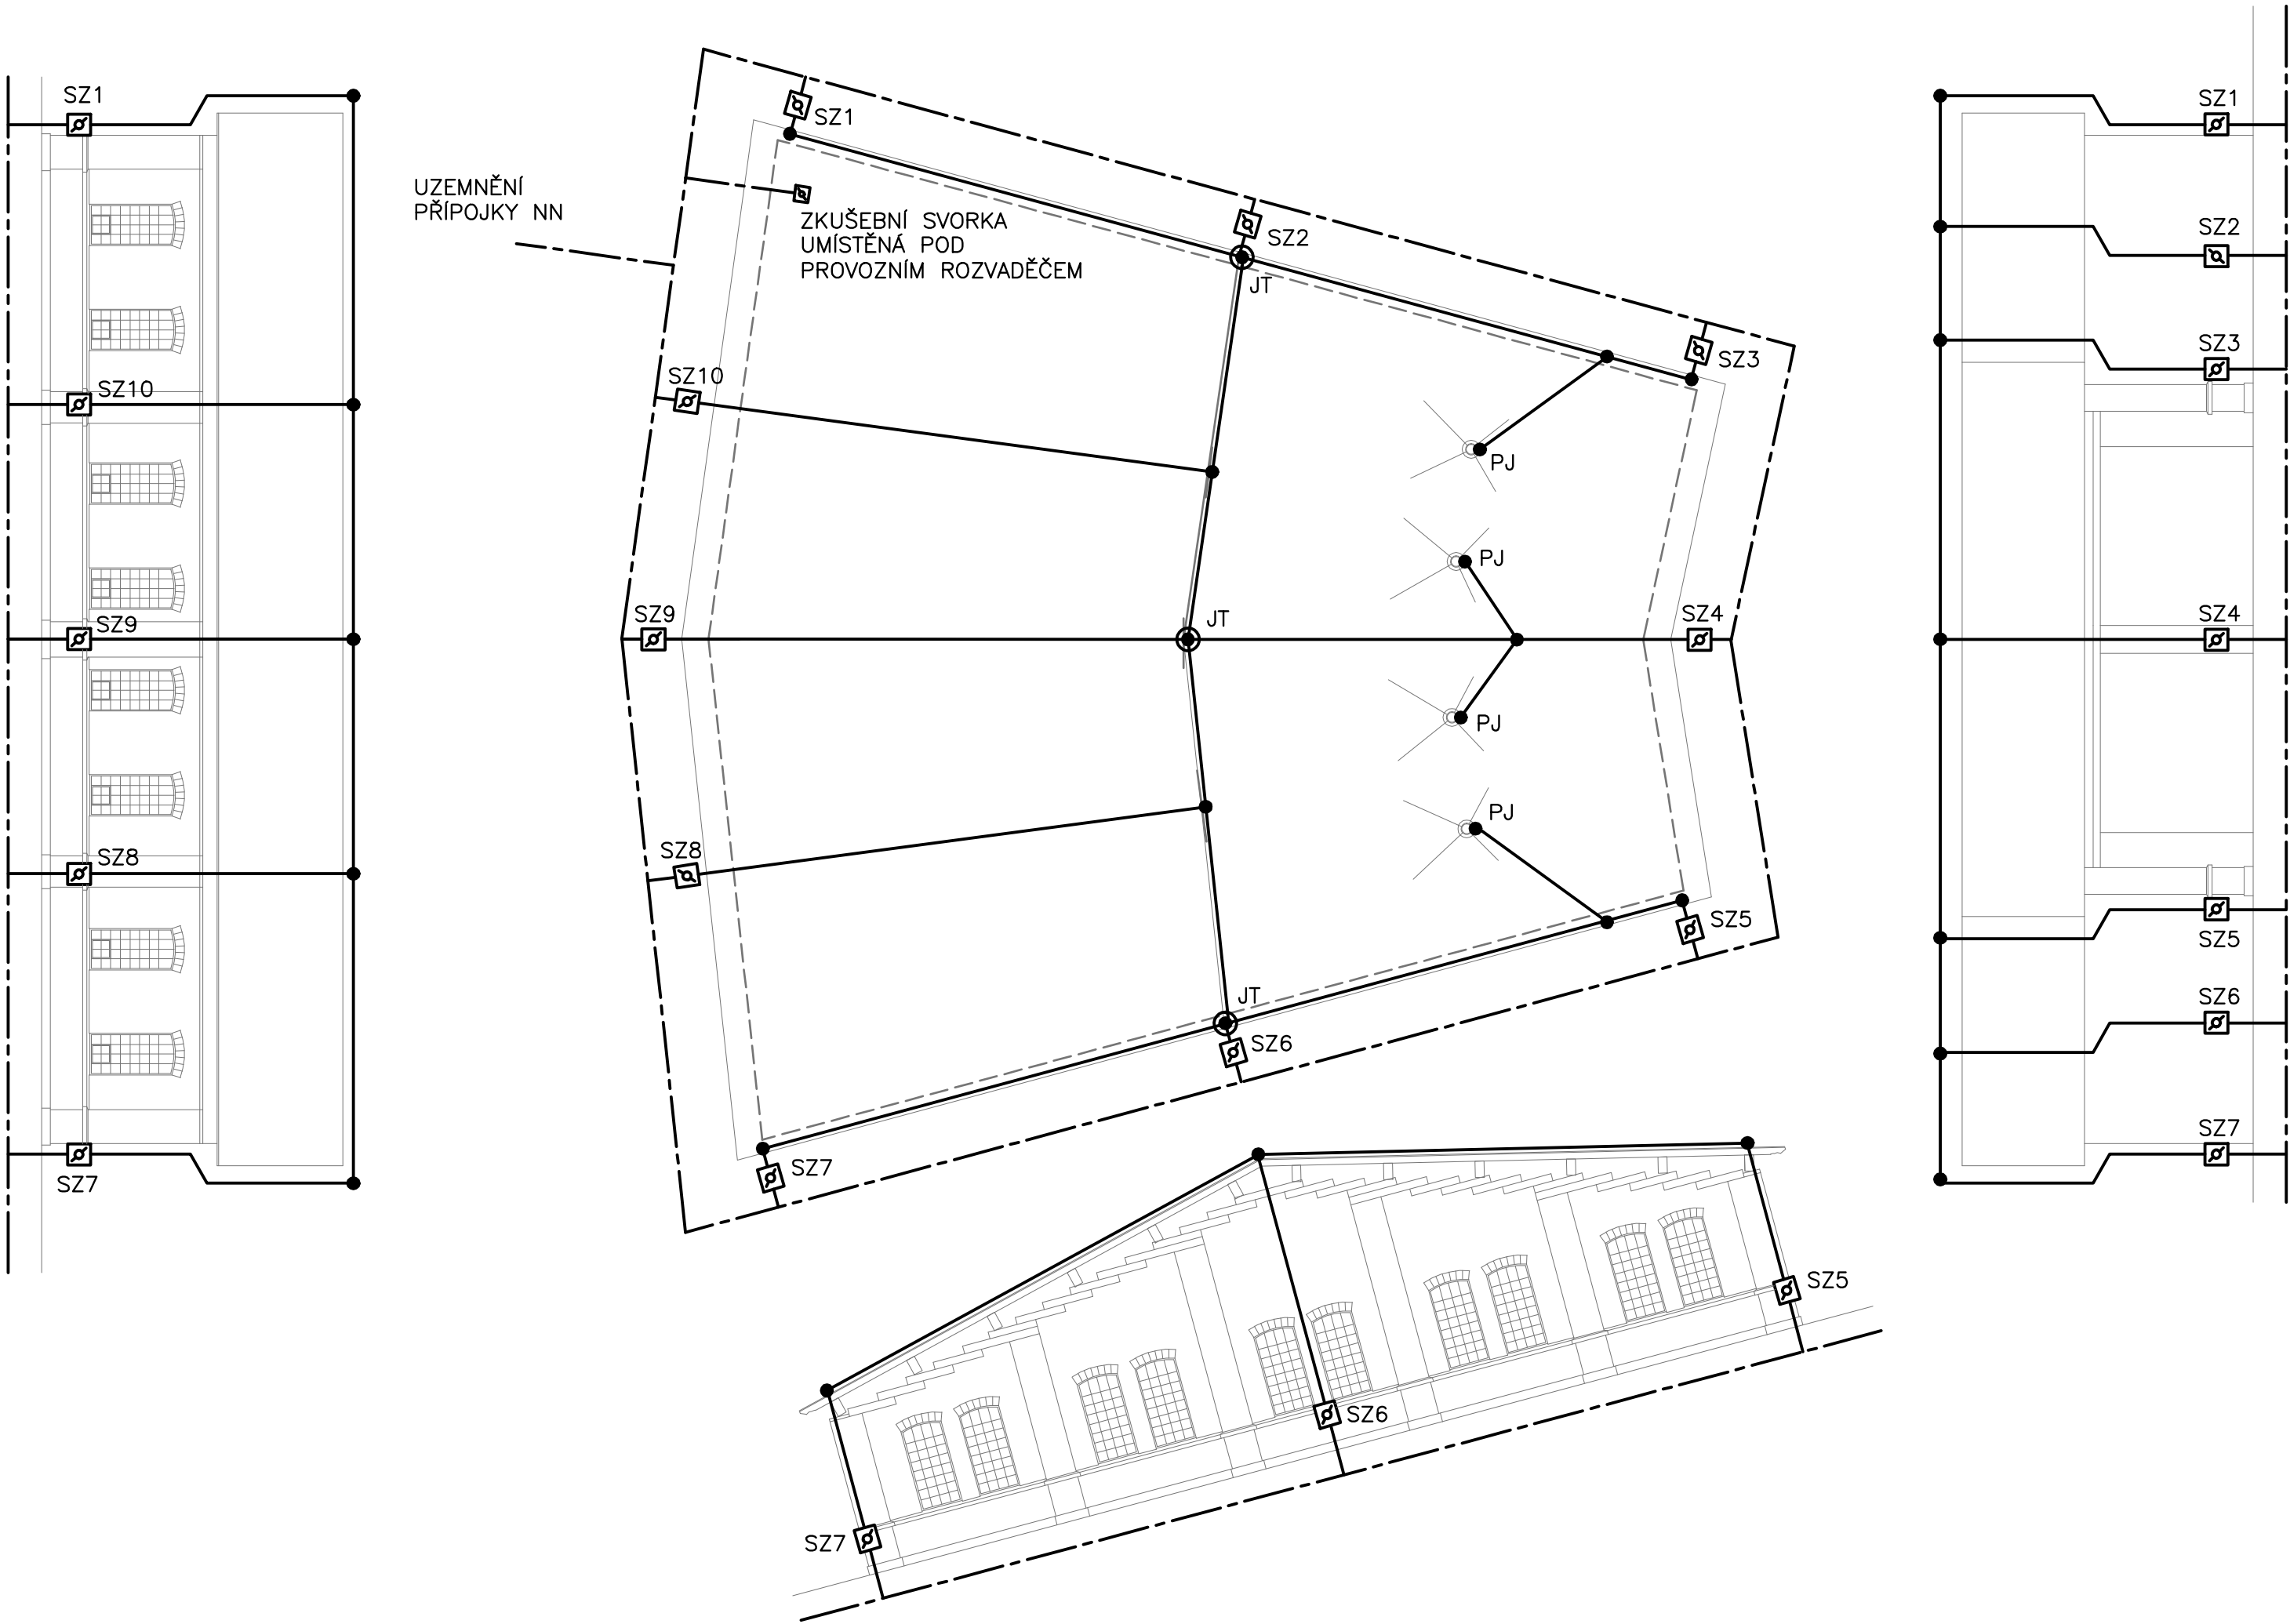 SZ1
SZ10
SZ9
SZ8
SZ7
UZEMNĚNÍ
PŘÍPOJKY NN
SZ1
ZKUŠEBNÍ SVORKA
UMÍSTĚNÁ POD
PROVOZNÍM ROZVADĚČEM
SZ2
JT
SZ3
SZ10
PJ
PJ
SZ9
JT
SZ4
PJ
PJ
SZ8
SZ5
JT
SZ6
SZ7
SZ5
SZ6
SZ7
SZ1
SZ2
SZ3
SZ4
SZ5
SZ6
SZ7